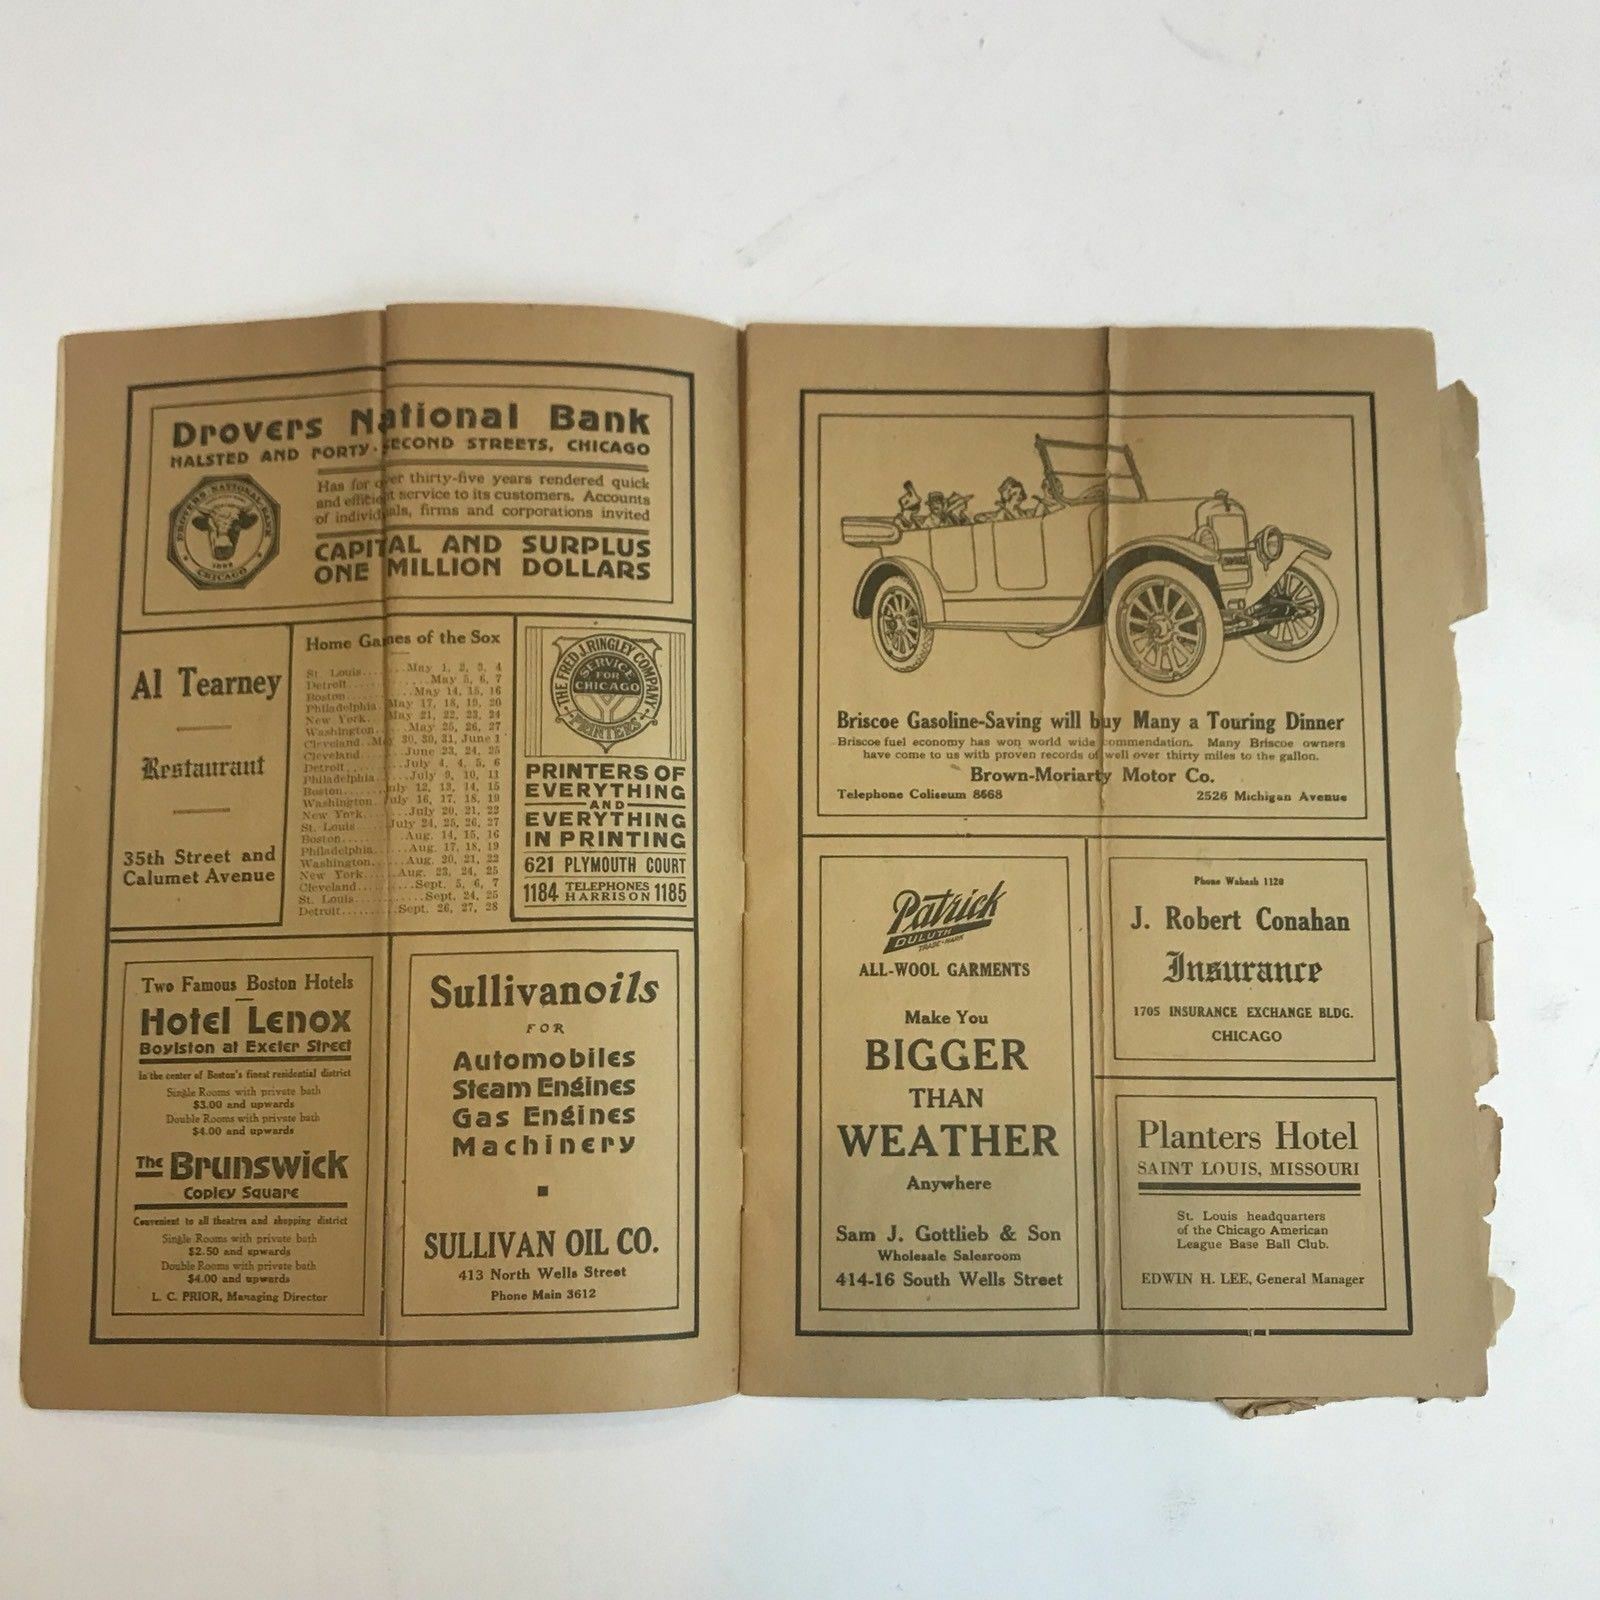 Drovers National Bank
HALSTED AND FORTY-SECOND STREETS, CHICAGO
DROVERS NATIONAL BANK
CHICAGO
Has for over thirty-five years rendered quick
and efficient service to its customers. Accounts
of individuals, firms and corporations invited
CAPITAL AND SURPLUS
ONE MILLION DOLLARS
Al Tearney
Restaurant
35th Street and
Calumet Avenue
Home Games of the Sox
St. Louis....May 1, 2, 3, 4
Detroit.....May 5, 6, 7
Boston.....May 14, 15, 16
Philadelphia.May 17, 18, 19, 20
New York..May 21, 22, 23, 24
Washington.....May 25, 26, 27
Cleveland..May 30, 30, 31, June 1
Cleveland.....June 23, 24, 25
Detroit.....July 4, 4, 5, 6
Philadelphia....July 9, 10, 11
Boston.....July 12, 13, 14, 15
Washington..July 16, 17, 18, 19
New York.....July 20, 21, 22
St. Louis....July 24, 25, 26, 27
Boston.....Aug. 14, 15, 16
Philadelphia.....Aug. 17, 18, 19
Washington.....Aug. 20, 21, 22
New York....Aug. 23, 24, 25
Cleveland.....Sept. 5, 6, 7
St. Louis.....Sept. 24, 25
Detroit.....Sept. 26, 27, 28
THE FRED J. RINGLEY COMPANY
SERVICE
FOR
CHICAGO
PRINTERS
PRINTERS OF
EVERYTHING
AND
EVERYTHING
IN PRINTING
621 PLYMOUTH COURT
1184 TELEPHONES HARRISON 1185
Two Famous Boston Hotels
Hotel Lenox
Boylston at Exeter Street
In the center of Boston's finest residential district
Single Rooms with private bath
$3.00 and upwards
Double Rooms with private bath
$4.00 and upwards
The Brunswick
Copley Square
Convenient to all theatres and shopping district
Single Rooms with private bath
$2.50 and upwards
Double Rooms with private bath
$4.00 and upwards
L. C. PRIOR, Managing Director
Sullivanoils
FOR
Automobiles
Steam Engines
Gas Engines
Machinery
SULLIVAN OIL CO.
413 North Wells Street
Phone Main 3612
Briscoe Gasoline-Saving will buy Many a Touring Dinner
Briscoe fuel economy has won world wide commendation. Many Briscoe owners
have come to us with proven records of well over thirty miles to the gallon.
Brown-Moriarty Motor Co.
Telephone Coliseum 8668
2526 Michigan Avenue
Patrick
DULUTH
TRADE-MARK
ALL-WOOL GARMENTS
Make You
BIGGER
THAN
WEATHER
Anywhere
Sam J. Gottlieb & Son
Wholesale Salesroom
414-16 South Wells Street
Phone Wabash 1120
J. Robert Conahan
Insurance
1705 INSURANCE EXCHANGE BLDG.
CHICAGO
Planters Hotel
SAINT LOUIS, MISSOURI
St. Louis headquarters
of the Chicago American
League Base Ball Club.
EDWIN H. LEE, General Manager